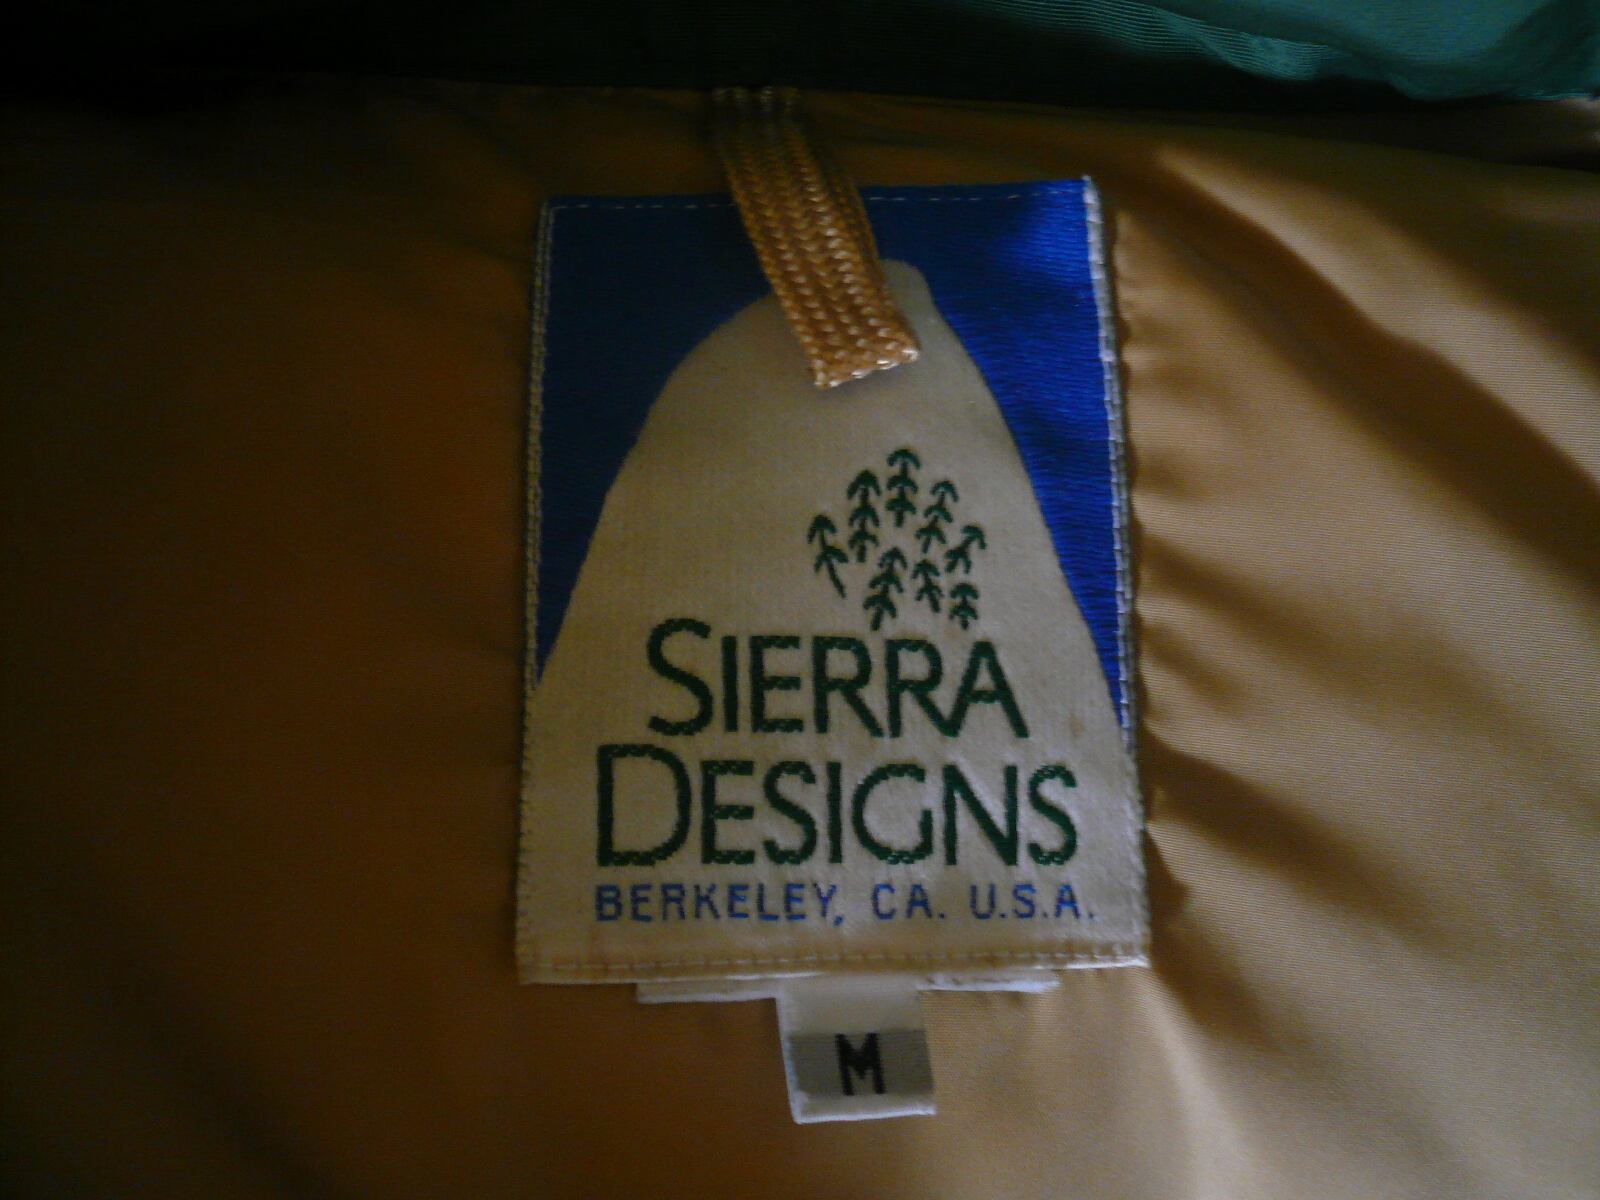 SIERRA
DESIGNS
BERKELEY, CA. U.S.A.
M